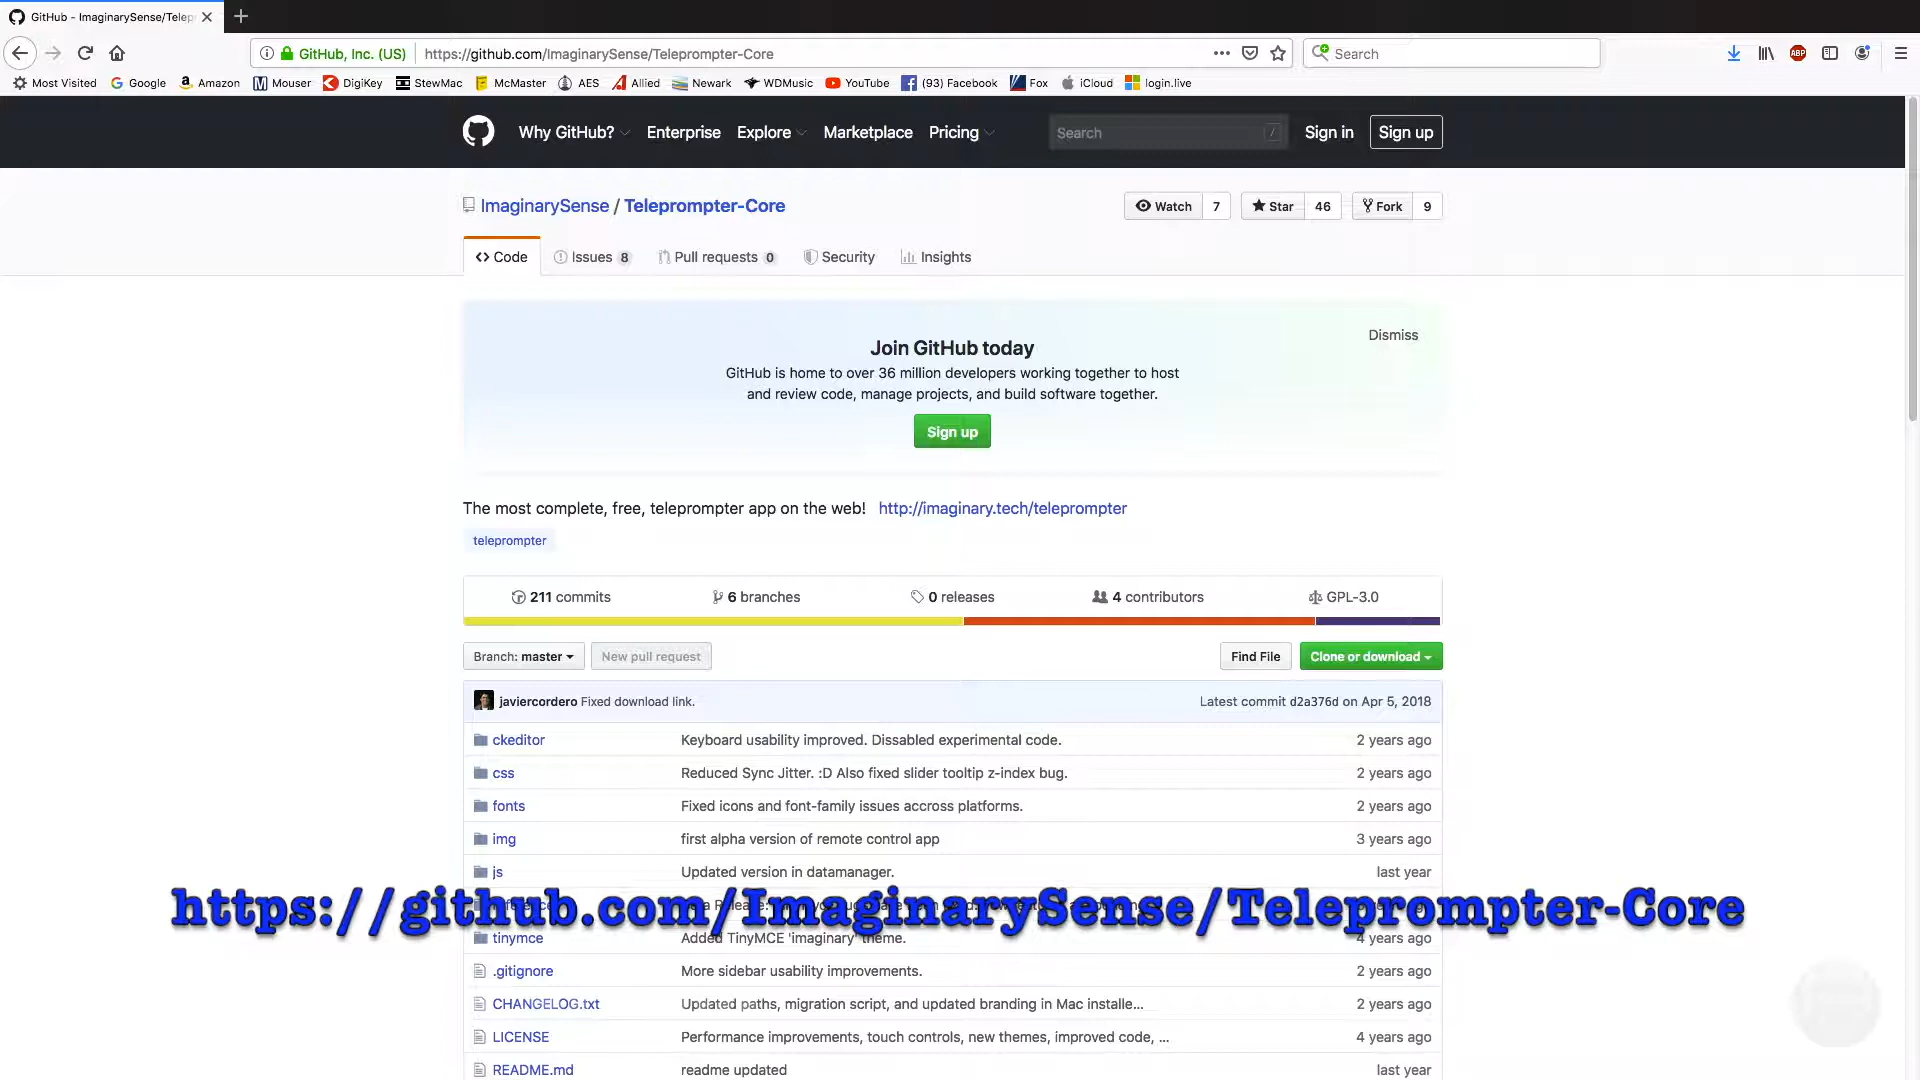 GitHub - ImaginarySense/Telep
GitHub, Inc. (US) https://github.com/ImaginarySense/Teleprompter-Core Search ABP
Most Visited Google Amazon Mouser DigiKey StewMac McMaster AES Allied Newark WDMusic YouTube (93) Facebook Fox iCloud login.live
Why GitHub? Enterprise Explore Marketplace Pricing Search / Sign in Sign up
ImaginarySense / Teleprompter-Core Watch 7 Star 46 Fork 9
Code Issues 8 Pull requests 0 Security Insights
Dismiss
Join GitHub today
GitHub is home to over 36 million developers working together to host
and review code, manage projects, and build software together.
Sign up
The most complete, free, teleprompter app on the web! http://imaginary.tech/teleprompter
teleprompter
211 commits 6 branches 0 releases 4 contributors GPL-3.0
Branch: master New pull request Find File Clone or download
javiercordero Fixed download link. Latest commit d2a376d on Apr 5, 2018
ckeditor Keyboard usability improved. Dissabled experimental code. 2 years ago
css Reduced Sync Jitter. :D Also fixed slider tooltip z-index bug. 2 years ago
fonts Fixed icons and font-family issues accross platforms. 2 years ago
img first alpha version of remote control app 3 years ago
js Updated version in datamanager. last year
https://github.com/ImaginarySense/Teleprompter-Core
tinymce Added TinyMCE 'imaginary' theme. 4 years ago
.gitignore More sidebar usability improvements. 2 years ago
CHANGELOG.txt Updated paths, migration script, and updated branding in Mac installe... 2 years ago
LICENSE Performance improvements, touch controls, new themes, improved code, ... 4 years ago
README.md readme updated last year